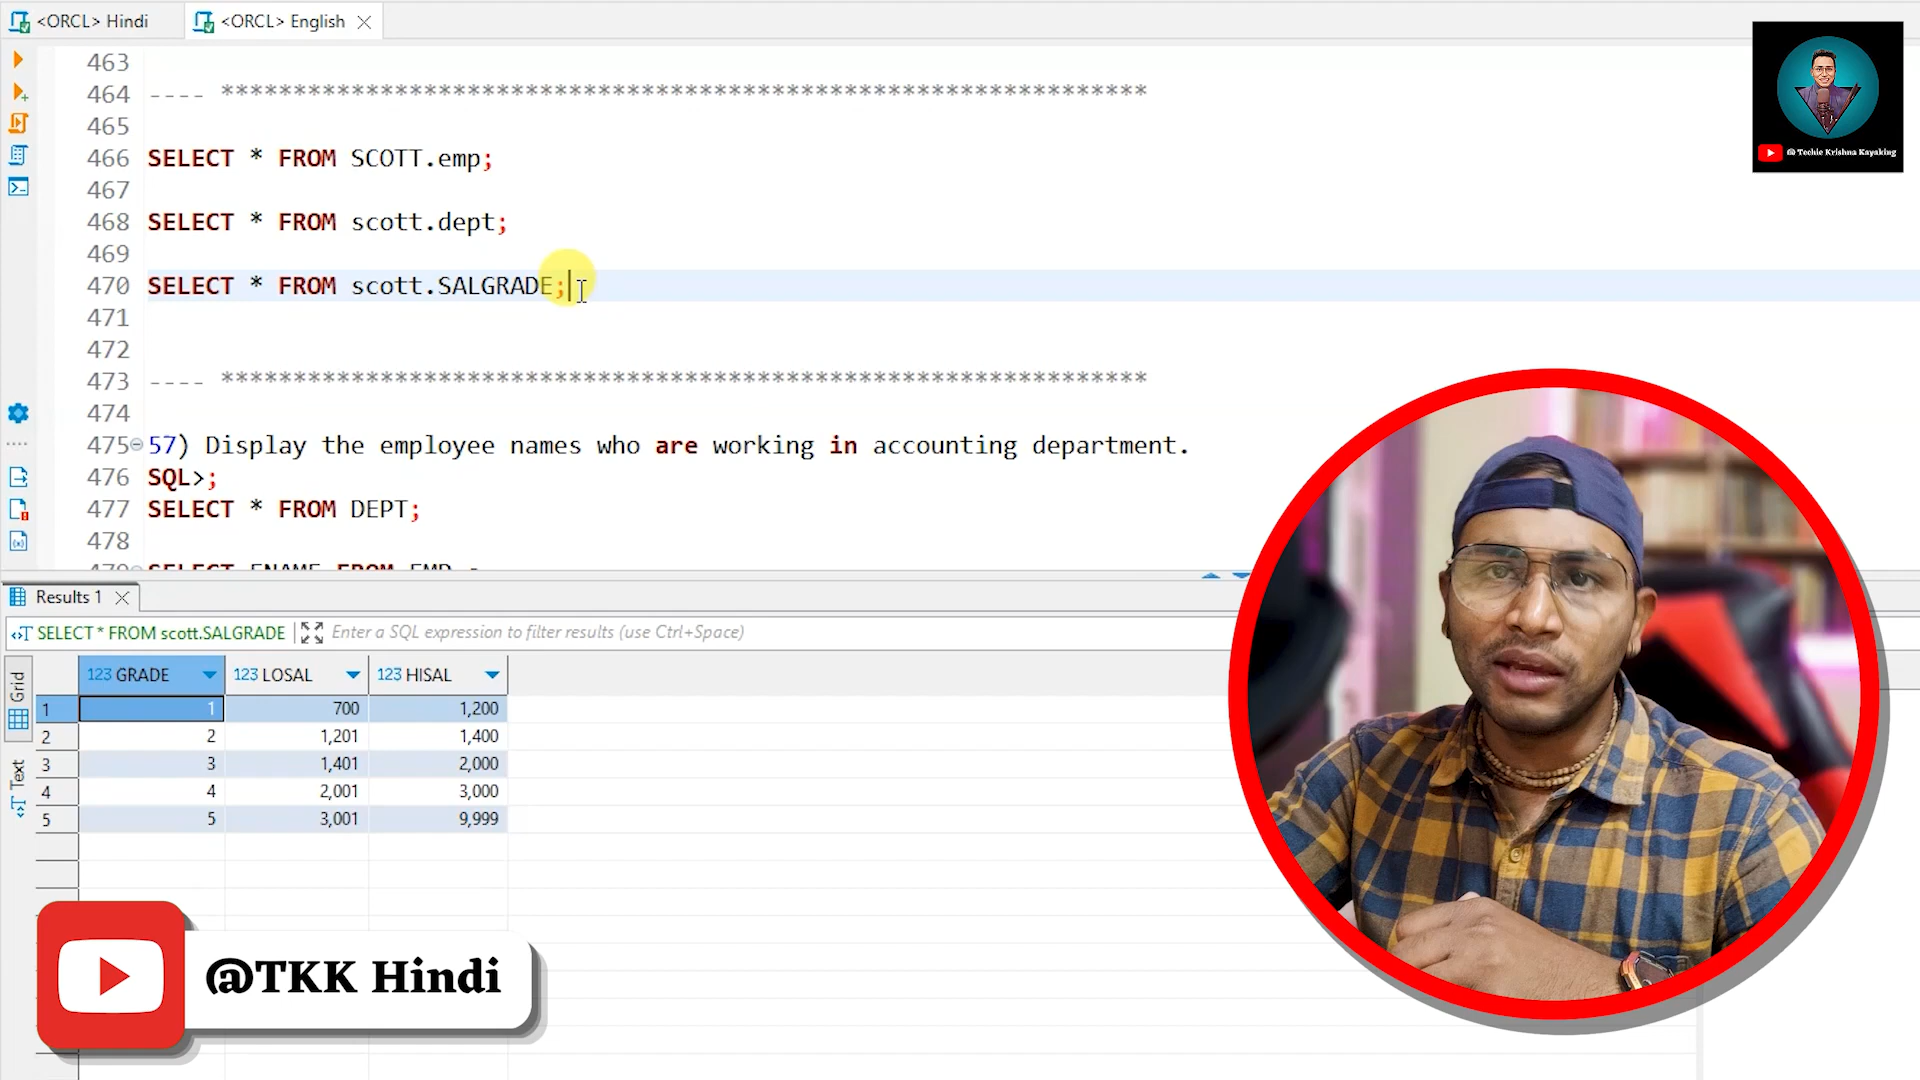 <ORCL> Hindi
<ORCL> English
463
464 ---- ****************************************************************
465
466 SELECT * FROM SCOTT.emp;
467
468 SELECT * FROM scott.dept;
469
470 SELECT * FROM scott.SALGRADE;
471
472
473 ---- ****************************************************************
474
475 57) Display the employee names who are working in accounting department.
476 SQL>;
477 SELECT * FROM DEPT;
478
@ Techie Krishna Kayaking
Results 1
SELECT * FROM scott.SALGRADE
Enter a SQL expression to filter results (use Ctrl+Space)
Grid
Text
123 GRADE 123 LOSAL 123 HISAL
1 1 700 1,200
2 2 1,201 1,400
3 3 1,401 2,000
4 4 2,001 3,000
5 5 3,001 9,999
@TKK Hindi